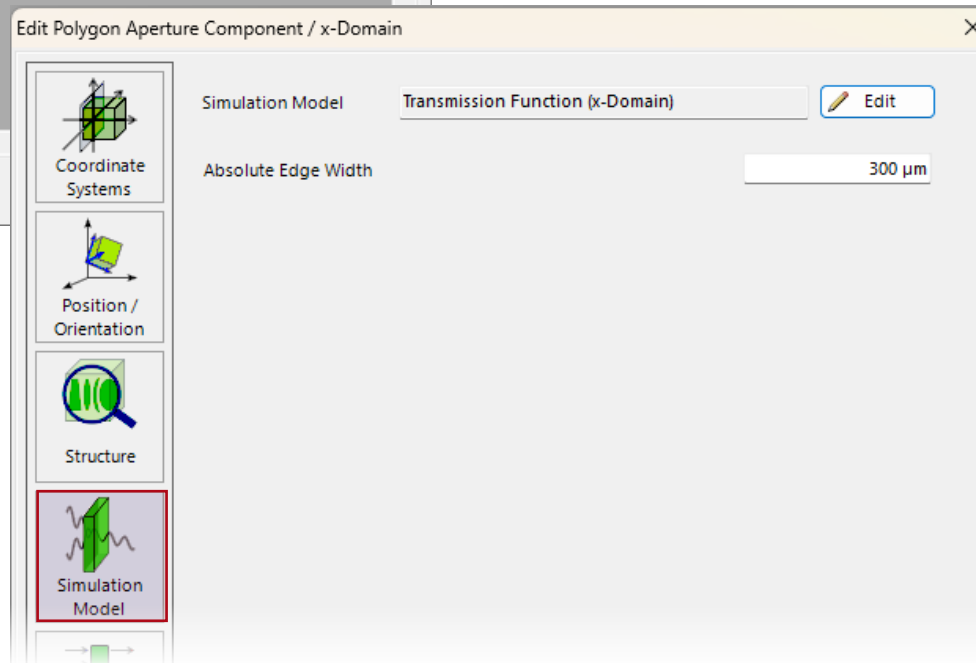 Edit Polygon Aperture Component / x-Domain
Coordinate
Systems
Position /
Orientation
Structure
Simulation
Model
Simulation Model
Transmission Function (x-Domain)
Edit
Absolute Edge Width
300 µm